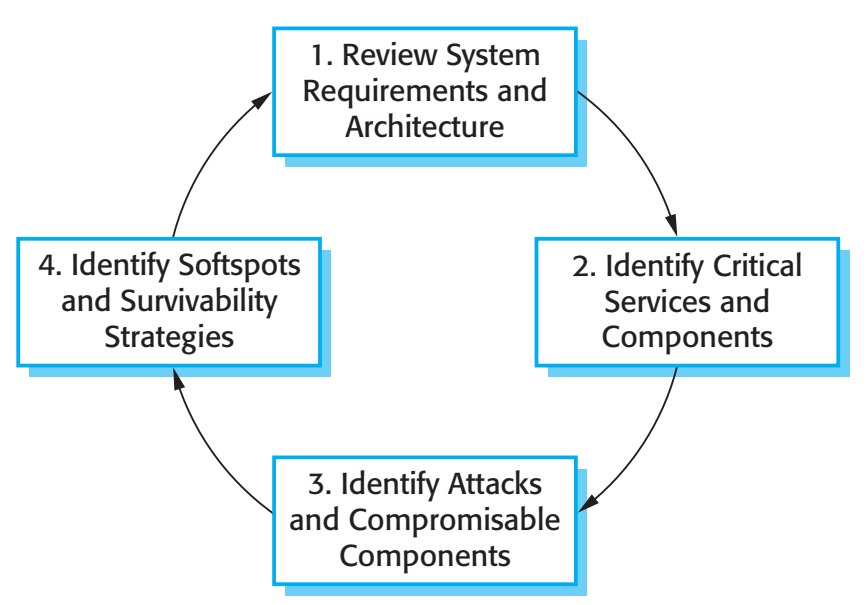 1. Review System
Requirements and
Architecture
2. Identify Critical
Services and
Components
3. Identify Attacks
and Compromisable
Components
4. Identify Softspots
and Survivability
Strategies